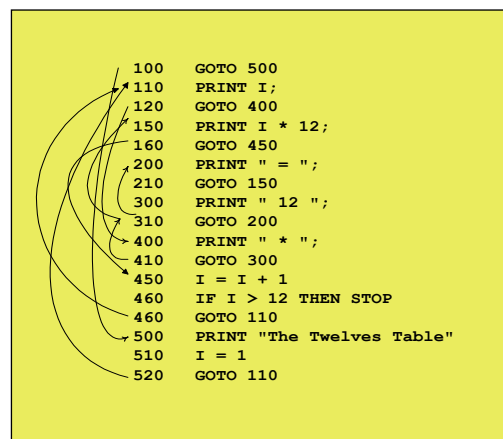 100 GOTO 500
110 PRINT I;
120 GOTO 400
150 PRINT I * 12;
160 GOTO 450
200 PRINT " = ";
210 GOTO 150
300 PRINT " 12 ";
310 GOTO 200
400 PRINT " * ";
410 GOTO 300
450 I = I + 1
460 IF I > 12 THEN STOP
460 GOTO 110
500 PRINT "The Twelves Table"
510 I = 1
520 GOTO 110